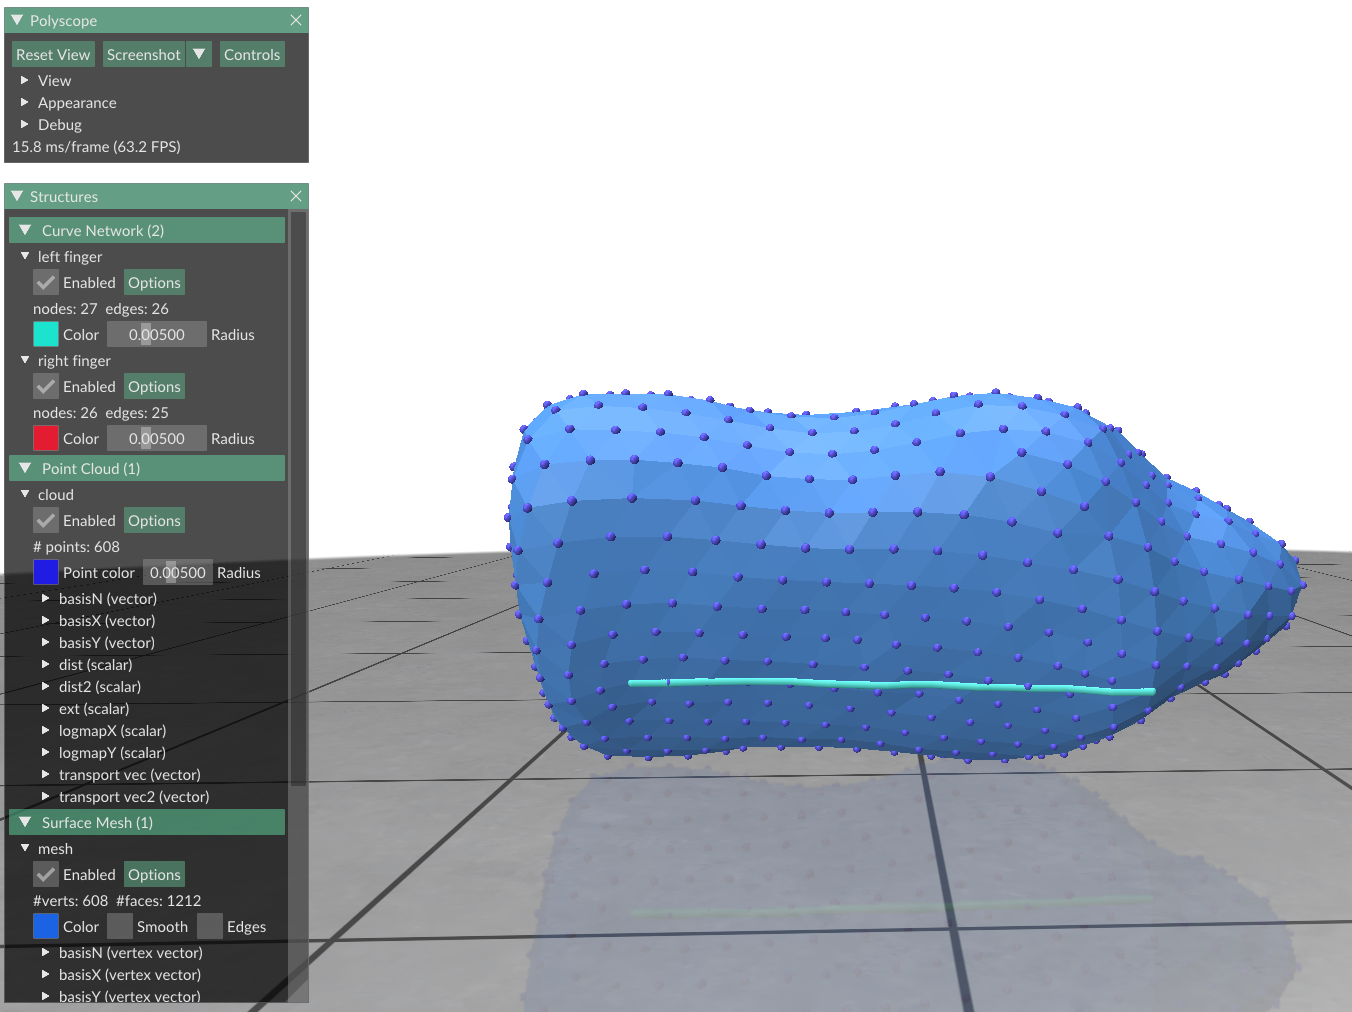 Polyscope
Reset View Screenshot Controls
View
Appearance
Debug
15.8 ms/frame (63.2 FPS)
Structures
Curve Network (2)
left finger
Enabled Options
nodes: 27 edges: 26
Color 0.00500 Radius
right finger
Enabled Options
nodes: 26 edges: 25
Color 0.00500 Radius
Point Cloud (1)
cloud
Enabled Options
# points: 608
Point color 0.00500 Radius
basisN (vector)
basisX (vector)
basisY (vector)
dist (scalar)
dist2 (scalar)
ext (scalar)
logmapX (scalar)
logmapY (scalar)
transport vec (vector)
transport vec2 (vector)
Surface Mesh (1)
mesh
Enabled Options
#verts: 608 #faces: 1212
Color Smooth Edges
basisN (vertex vector)
basisX (vertex vector)
basisY (vertex vector)